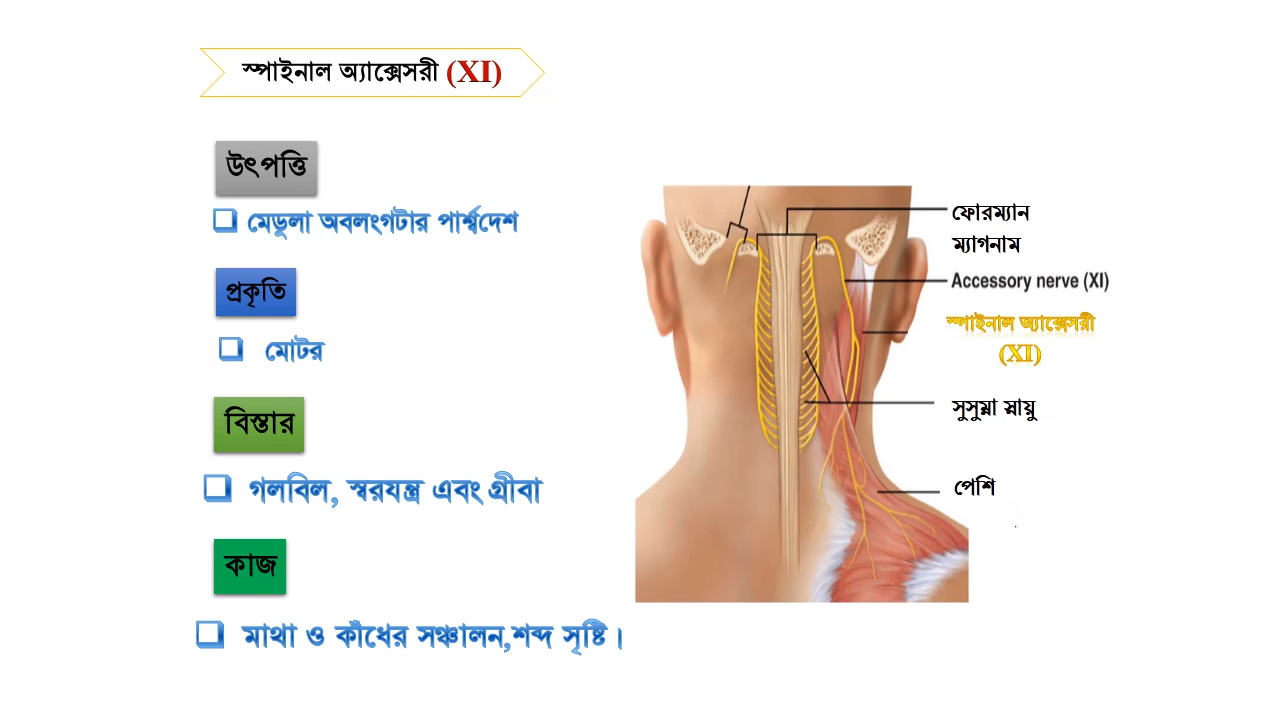 স্পাইনাল অ্যাক্সেসরী (XI)
উৎপত্তি
মেডুলা অবলংগটার পার্শ্বদেশ
প্রকৃতি
মোটর
বিস্তার
গলবিল, স্বরযন্ত্র এবং গ্রীবা
কাজ
মাথা ও কাঁধের সঞ্চালন,শব্দ সৃষ্টি।
ফোরম্যান
ম্যাগনাম
Accessory nerve (XI)
স্পাইনাল অ্যাক্সেসরী
(XI)
সুসুম্না স্নায়ু
পেশি